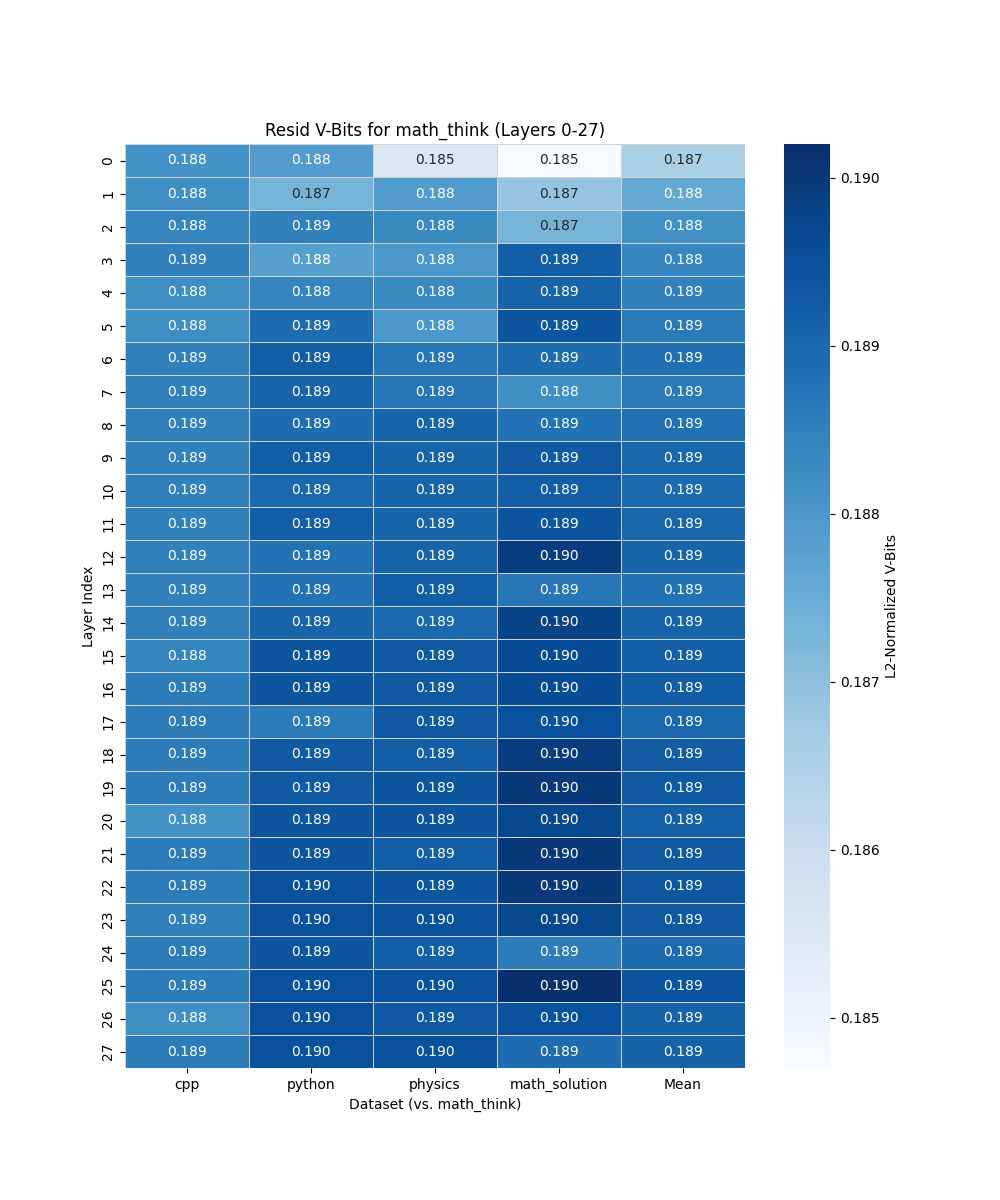 Resid V-Bits for math_think (Layers 0-27)
0 0.188 0.188 0.185 0.185 0.187
1 0.188 0.187 0.188 0.187 0.188
2 0.188 0.189 0.188 0.187 0.188
3 0.189 0.188 0.188 0.189 0.188
4 0.188 0.188 0.188 0.189 0.189
5 0.188 0.189 0.188 0.189 0.189
6 0.189 0.189 0.189 0.189 0.189
7 0.189 0.189 0.189 0.188 0.189
8 0.189 0.189 0.189 0.189 0.189
9 0.189 0.189 0.189 0.189 0.189
10 0.189 0.189 0.189 0.189 0.189
11 0.189 0.189 0.189 0.189 0.189
12 0.189 0.189 0.189 0.190 0.189
13 0.189 0.189 0.189 0.189 0.189
14 0.189 0.189 0.189 0.190 0.189
15 0.188 0.189 0.189 0.190 0.189
16 0.189 0.189 0.189 0.190 0.189
17 0.189 0.189 0.189 0.190 0.189
18 0.189 0.189 0.189 0.190 0.189
19 0.189 0.189 0.189 0.190 0.189
20 0.188 0.189 0.189 0.190 0.189
21 0.189 0.189 0.189 0.190 0.189
22 0.189 0.190 0.189 0.190 0.189
23 0.189 0.190 0.190 0.190 0.189
24 0.189 0.189 0.189 0.189 0.189
25 0.189 0.190 0.190 0.190 0.189
26 0.188 0.190 0.189 0.190 0.189
27 0.189 0.190 0.190 0.189 0.189
cpp python physics math_solution Mean
Dataset (vs. math_think)
Layer Index
0.190
0.189
0.188
0.187
0.186
0.185
L2-Normalized V-Bits